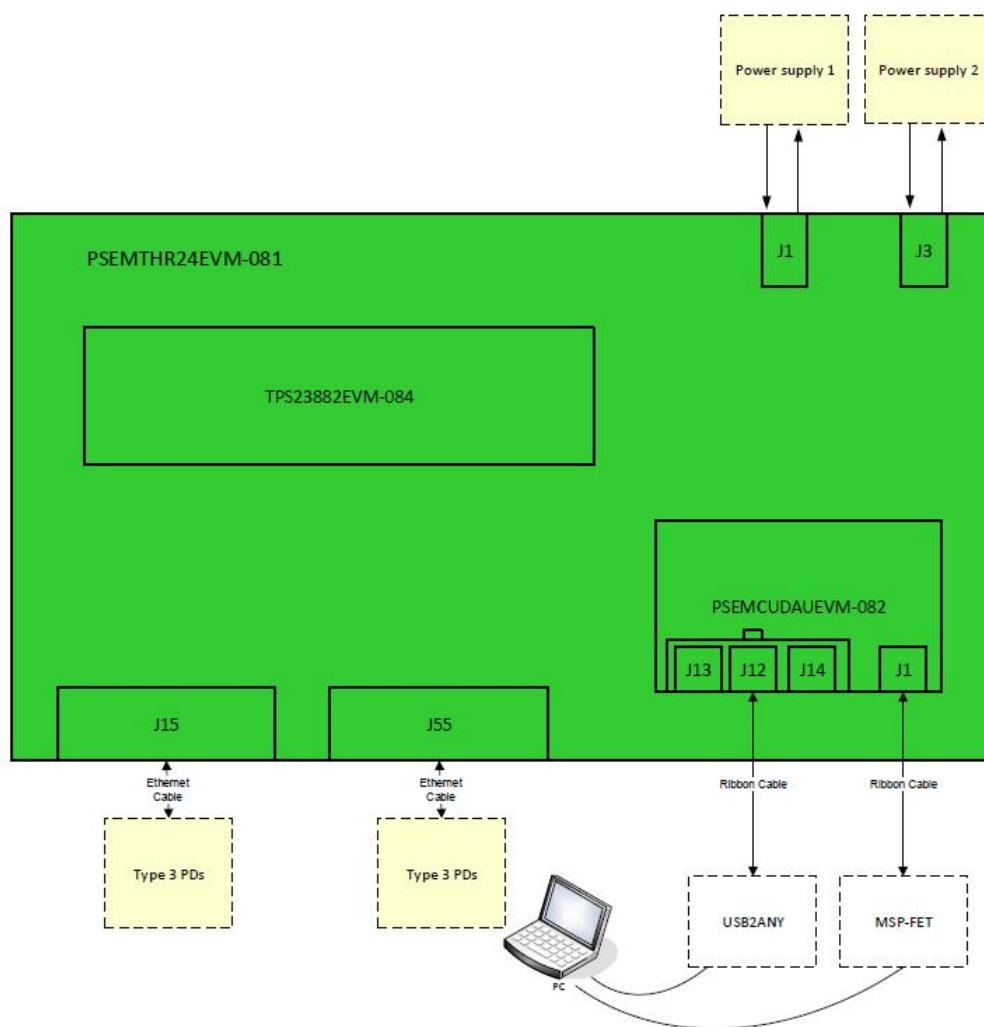 Power supply 1
Power supply 2
J1
J3
PSEMTHR24EVM-081
TPS23882EVM-084
PSEMCUDAUEVM-082
J13
J12
J14
J1
J15
J55
Ethernet
Cable
Ethernet
Cable
Ribbon Cable
Ribbon Cable
Type 3 PDs
Type 3 PDs
USB2ANY
MSP-FET
PC